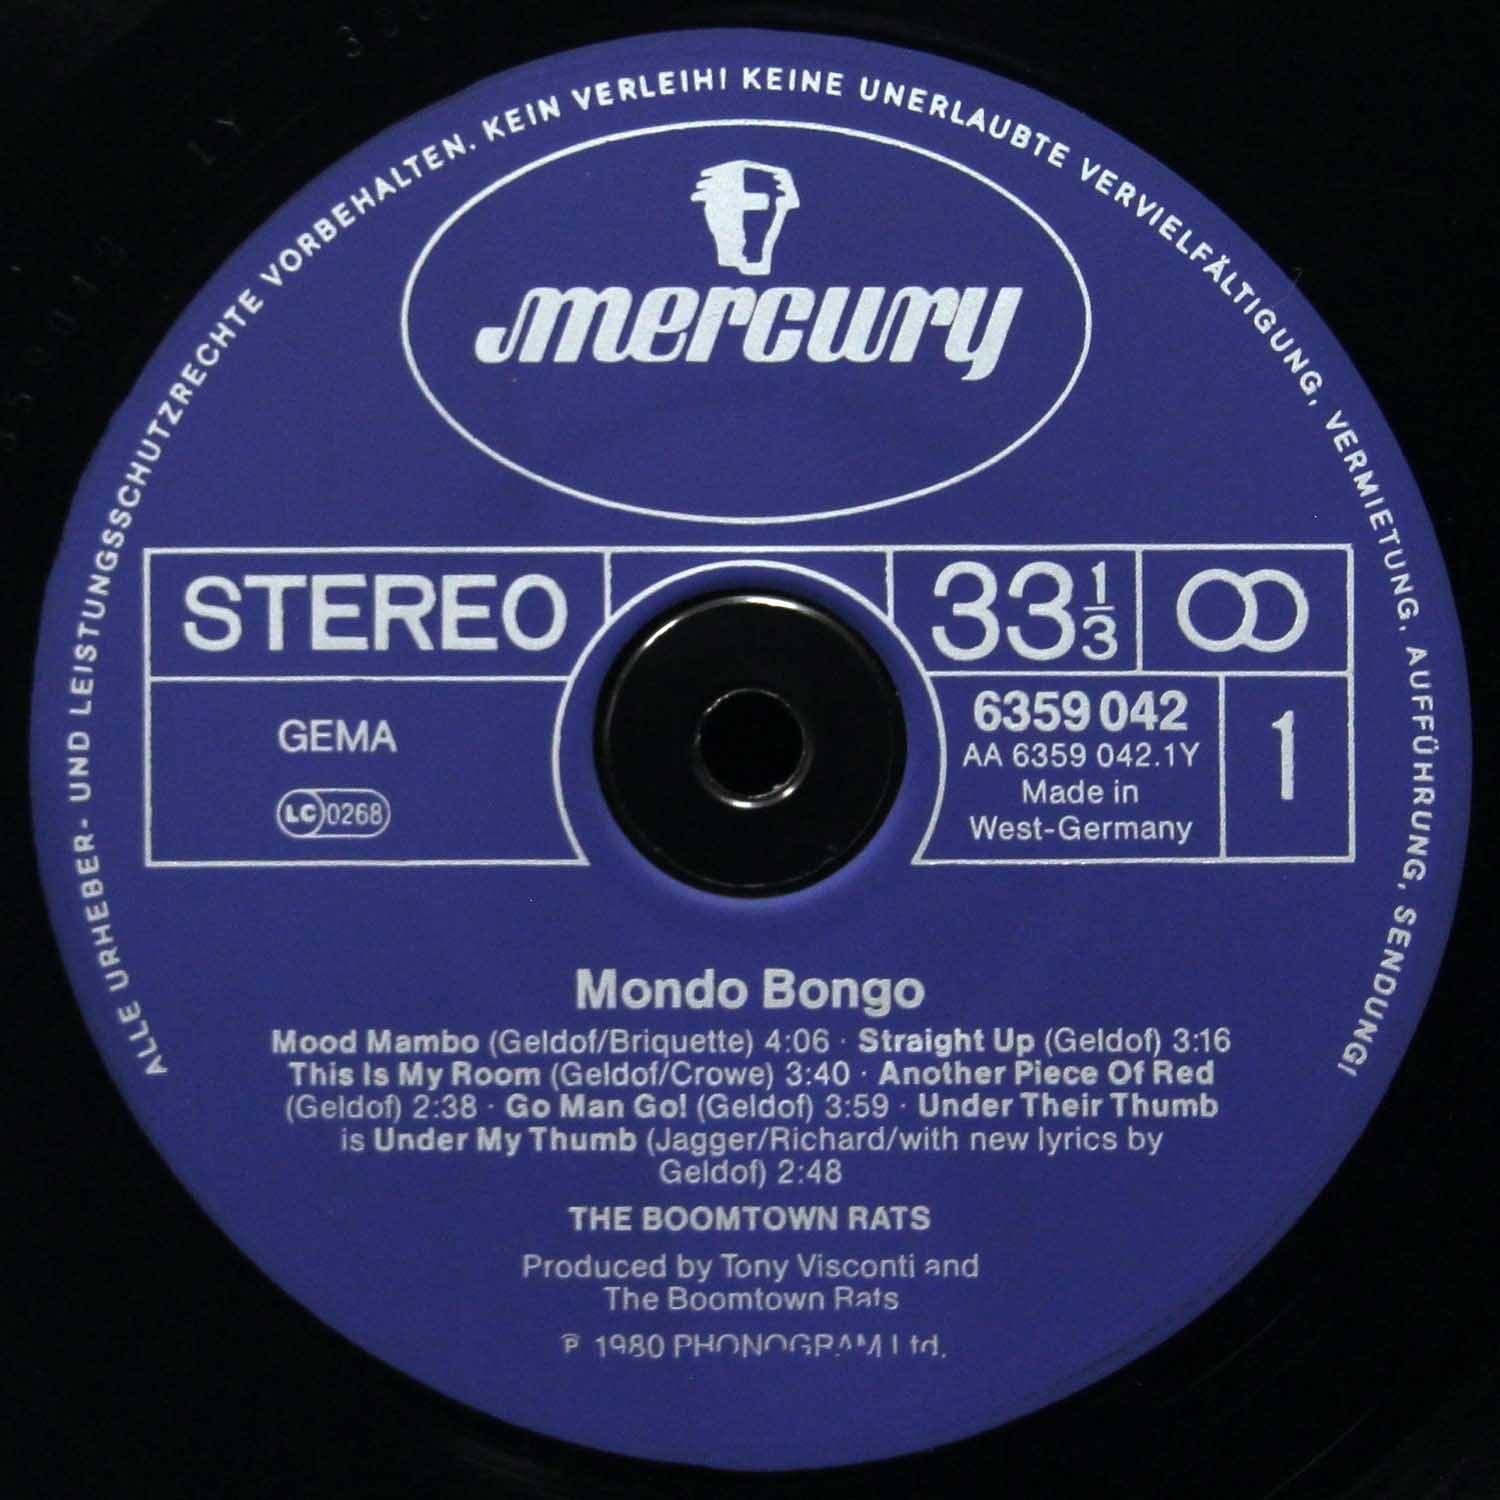 ALLE URHEBER- UND LEISTUNGSSCHUTZRECHTE VORBEHALTEN. KEIN VERLEIH! KEINE UNERLAUBTE VERVIELFÄLTIGUNG, VERMIETUNG, AUFFÜHRUNG, SENDUNG!
mercury
STEREO
33 1/3
GEMA
LC 0268
6359 042
AA 6359 042.1Y
Made in
West-Germany
1
Mondo Bongo
Mood Mambo (Geldof/Briquette) 4:06 · Straight Up (Geldof) 3:16
This Is My Room (Geldof/Crowe) 3:40 · Another Piece Of Red
(Geldof) 2:38 · Go Man Go! (Geldof) 3:59 · Under Their Thumb
is Under My Thumb (Jagger/Richard/with new lyrics by
Geldof) 2:48
THE BOOMTOWN RATS
Produced by Tony Visconti and
The Boomtown Rats
℗ 1980 PHONOGRAM Ltd.